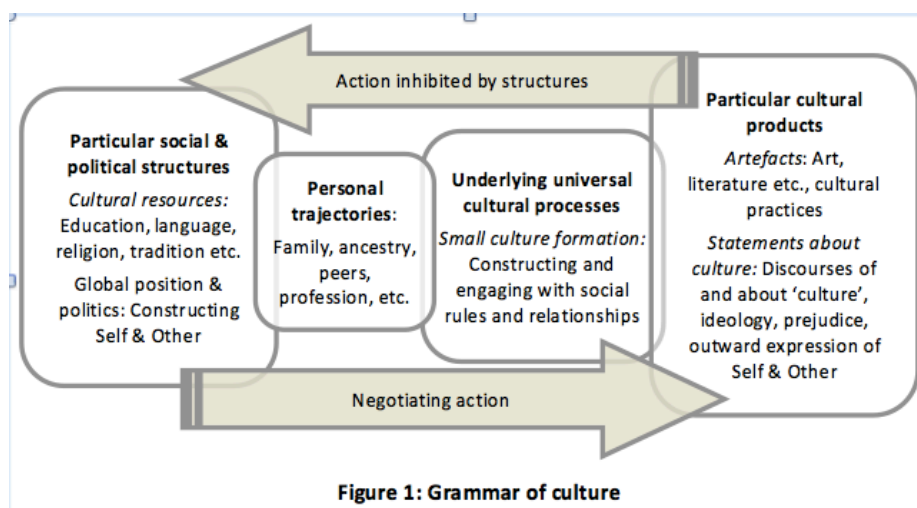 Action inhibited by structures
Particular social &
political structures
Cultural resources:
Education, language,
religion, tradition etc.
Global position &
politics: Constructing
Self & Other
Personal
trajectories:
Family, ancestry,
peers,
profession, etc.
Underlying universal
cultural processes
Small culture formation:
Constructing and
engaging with social
rules and relationships
Particular cultural
products
Artefacts: Art,
literature etc., cultural
practices
Statements about
culture: Discourses of
and about ‘culture’,
ideology, prejudice,
outward expression of
Self & Other
Negotiating action
Figure 1: Grammar of culture